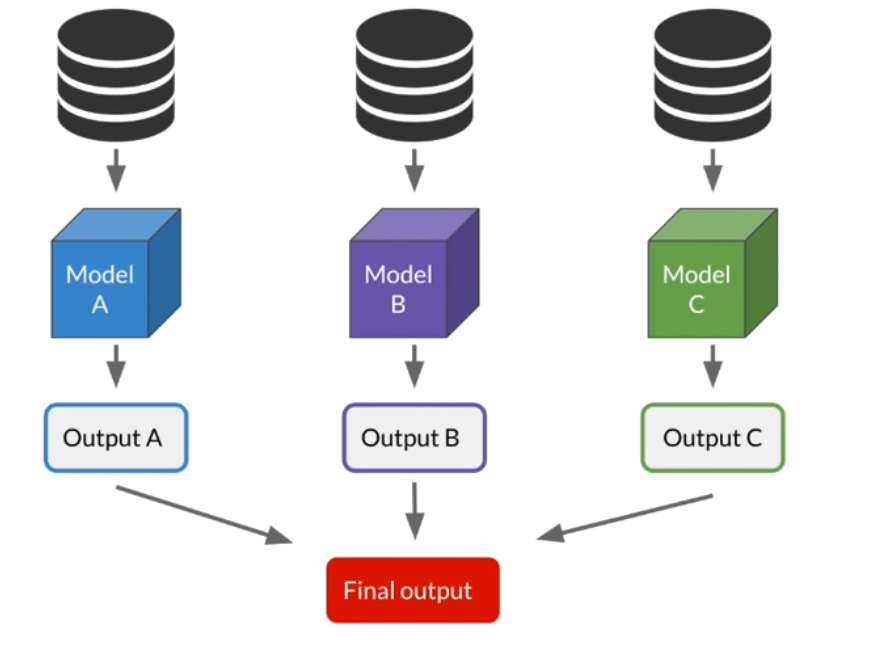 Model
A
Model
B
Model
C
Output A
Output B
Output C
Final output